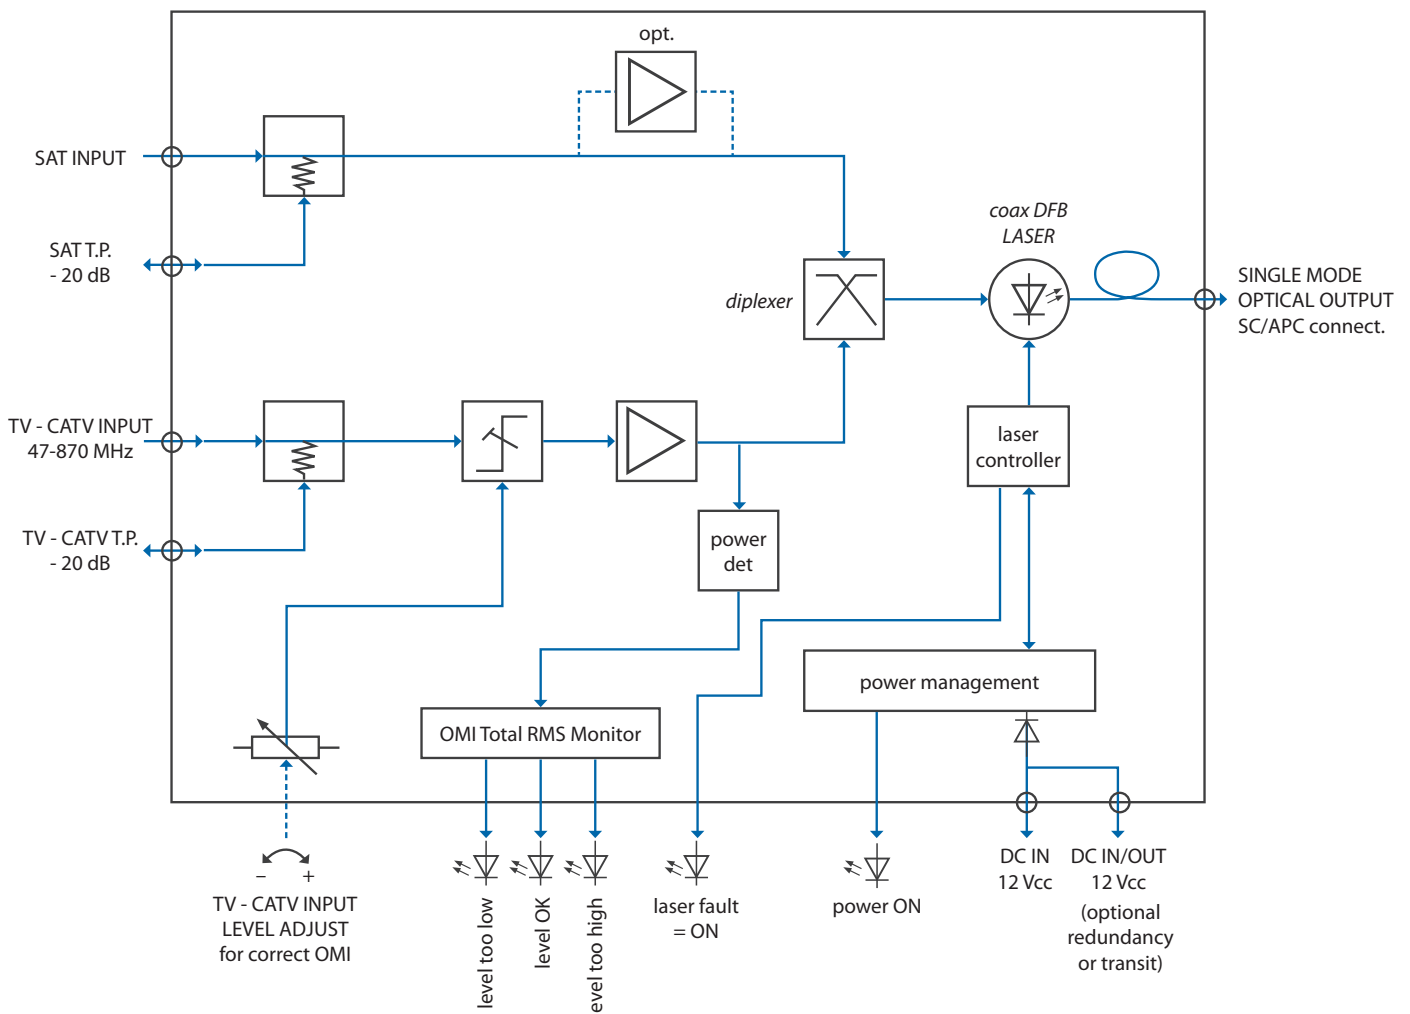 opt.
SAT INPUT
SAT T.P.
- 20 dB
coax DFB
LASER
diplexer
SINGLE MODE
OPTICAL OUTPUT
SC/APC connect.
TV - CATV INPUT
47-870 MHz
laser
controller
TV - CATV T.P.
- 20 dB
power
det
power management
OMI Total RMS Monitor
– +
TV - CATV INPUT
LEVEL ADJUST
for correct OMI
level too low
level OK
evel too high
laser fault
= ON
power ON
DC IN
12 Vcc
DC IN/OUT
12 Vcc
(optional
redundancy
or transit)